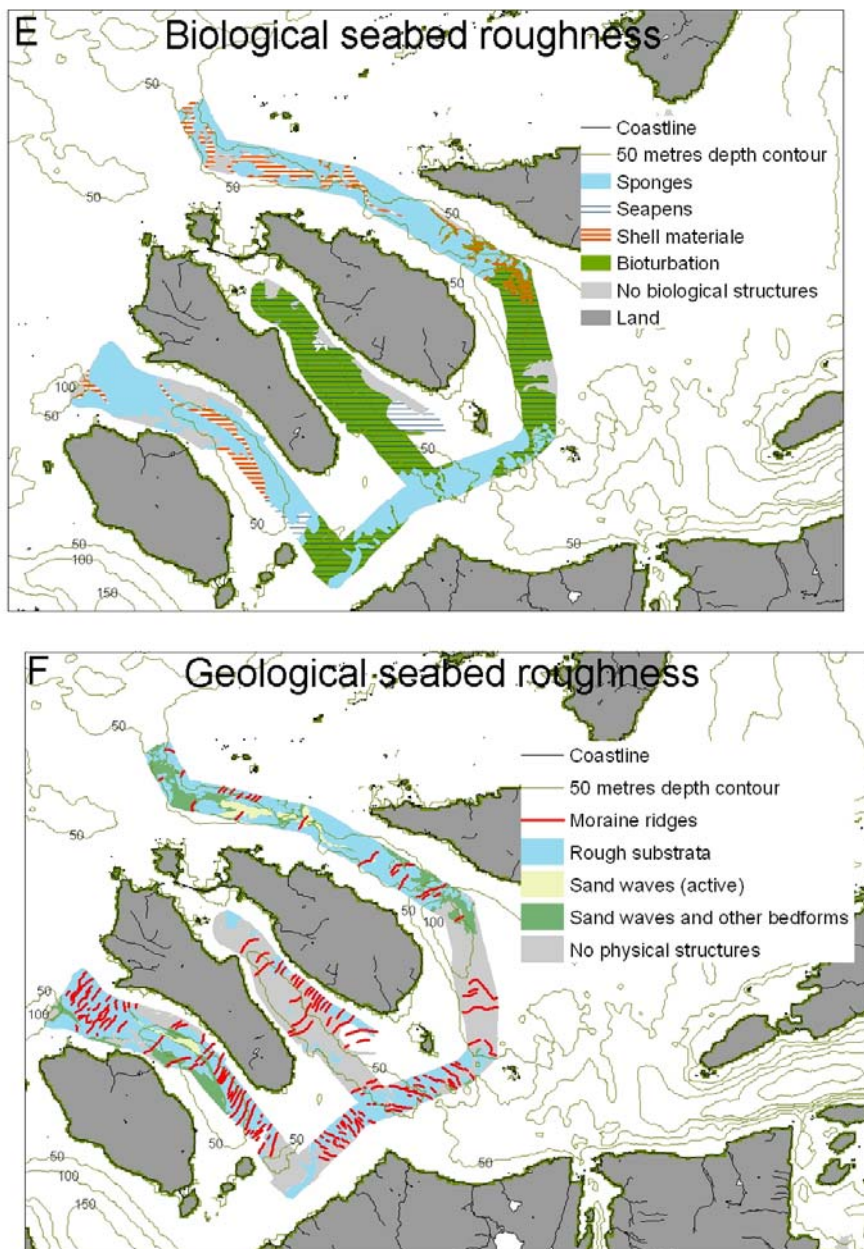 E Biological seabed roughness
Coastline
50 metres depth contour
Sponges
Seapens
Shell materiale
Bioturbation
No biological structures
Land
50
50
50
50
50
100
50
50
50
50
50
100
150
F Geological seabed roughness
Coastline
50 metres depth contour
Moraine ridges
Rough substrata
Sand waves (active)
Sand waves and other bedforms
No physical structures
50
50
50
100
50
100
50
50
50
50
50
100
150